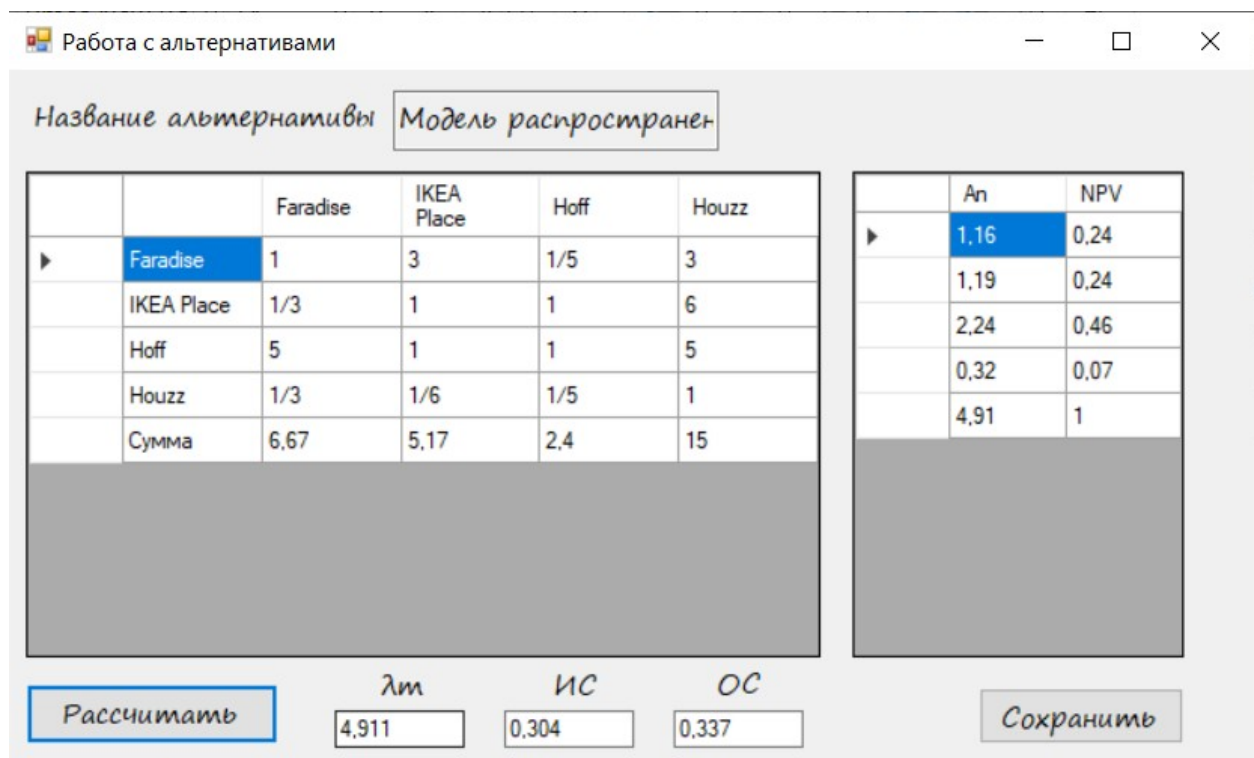 Работа с альтернативами
Название альтернативы Модель распространен
Faradise IKEA Place Hoff Houzz
Faradise 1 3 1/5 3
IKEA Place 1/3 1 1 6
Hoff 5 1 1 5
Houzz 1/3 1/6 1/5 1
Сумма 6,67 5,17 2,4 15
An NPV
1,16 0,24
1,19 0,24
2,24 0,46
0,32 0,07
4,91 1
λm ИС ОС
Рассчитать 4,911 0,304 0,337 Сохранить